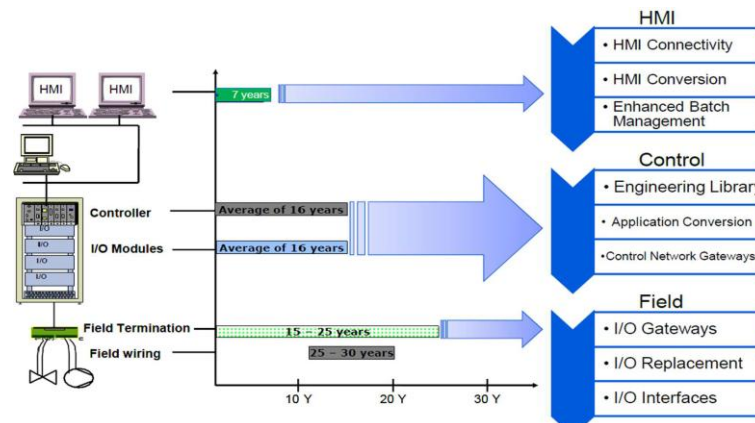 HMI
• HMI Connectivity
• HMI Conversion
• Enhanced Batch
Management
HMI
HMI
7 years
Control
• Engineering Library
• Application Conversion
•Control Network Gateways
Controller
Average of 16 years
I/O Modules
Average of 16 years
I/O
I/O
I/O
I/O
Field
• I/O Gateways
• I/O Replacement
• I/O Interfaces
Field Termination
15 – 25 years
Field wiring
25 – 30 years
10 Y
20 Y
30 Y